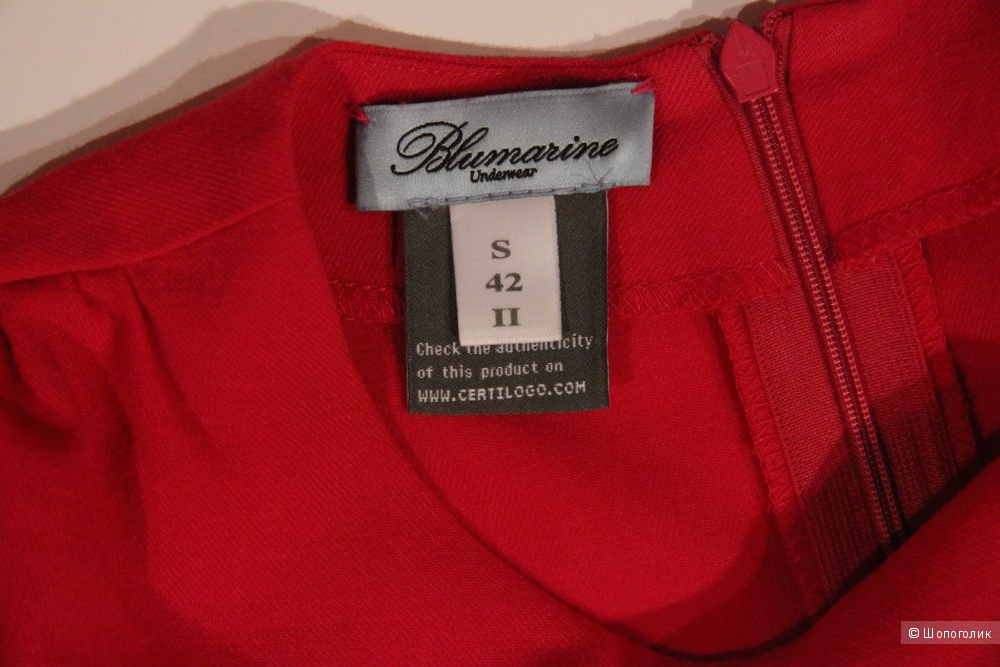 Blumarine
Underwear
S
42
II
Check the authenticity
of this product on
WWW.CERTILOGO.COM
© Шопоголик